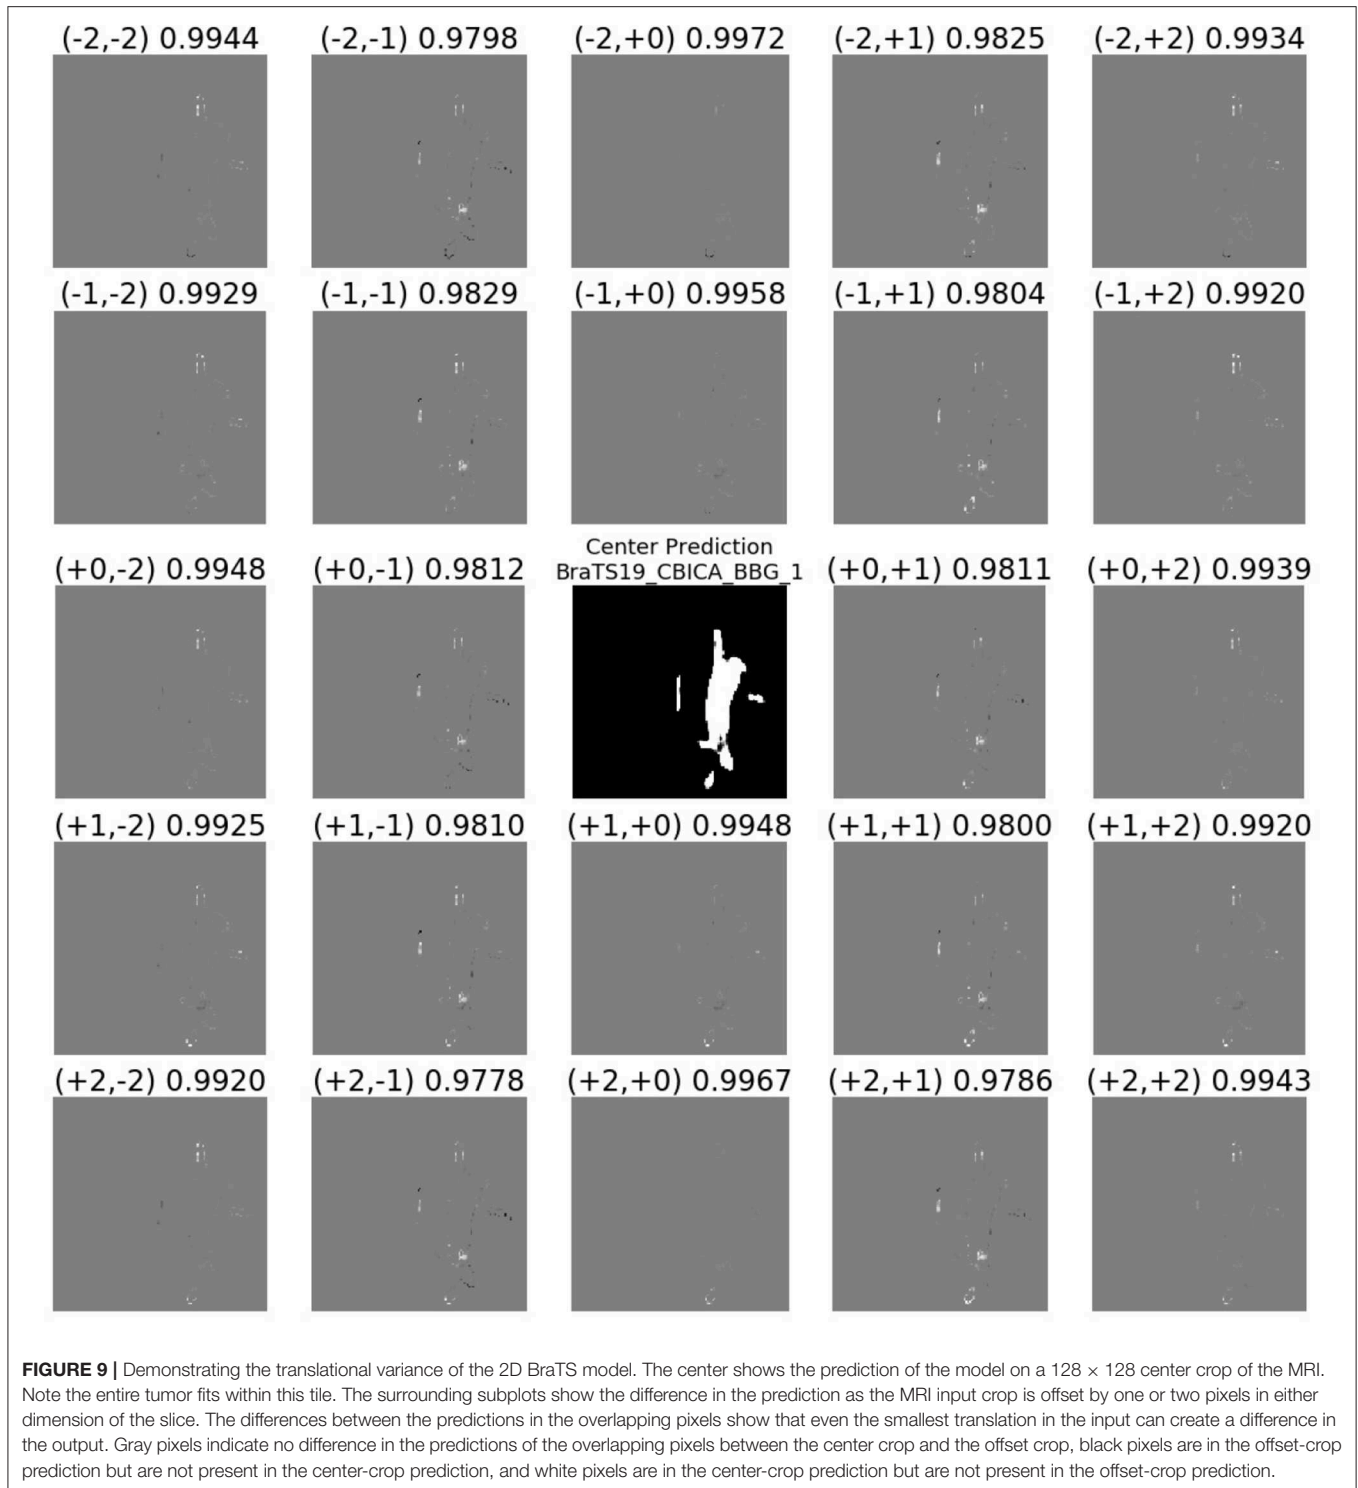 (-2,-2) 0.9944 (-2,-1) 0.9798 (-2,+0) 0.9972 (-2,+1) 0.9825 (-2,+2) 0.9934
(-1,-2) 0.9929 (-1,-1) 0.9829 (-1,+0) 0.9958 (-1,+1) 0.9804 (-1,+2) 0.9920
Center Prediction
(+0,-2) 0.9948 (+0,-1) 0.9812 BraTS19_CBICA_BBG_1 (+0,+1) 0.9811 (+0,+2) 0.9939
(+1,-2) 0.9925 (+1,-1) 0.9810 (+1,+0) 0.9948 (+1,+1) 0.9800 (+1,+2) 0.9920
(+2,-2) 0.9920 (+2,-1) 0.9778 (+2,+0) 0.9967 (+2,+1) 0.9786 (+2,+2) 0.9943
FIGURE 9 | Demonstrating the translational variance of the 2D BraTS model. The center shows the prediction of the model on a 128 × 128 center crop of the MRI.
Note the entire tumor fits within this tile. The surrounding subplots show the difference in the prediction as the MRI input crop is offset by one or two pixels in either
dimension of the slice. The differences between the predictions in the overlapping pixels show that even the smallest translation in the input can create a difference in
the output. Gray pixels indicate no difference in the predictions of the overlapping pixels between the center crop and the offset crop, black pixels are in the offset-crop
prediction but are not present in the center-crop prediction, and white pixels are in the center-crop prediction but are not present in the offset-crop prediction.